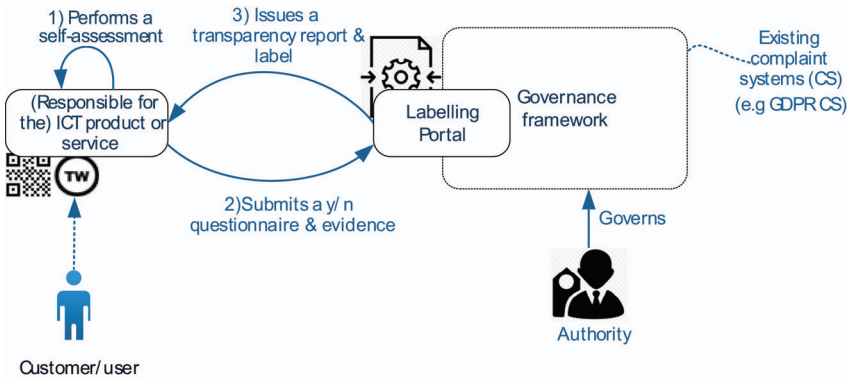 1) Performs a
self-assessment
3) Issues a
transparency report &
label
(Responsible for
the) ICT product or
service
TW
Labelling
Portal
Governance
framework
Existing
complaint
systems (CS)
(e.g GDPR CS)
2)Submits a y/ n
questionnaire & evidence
Governs
Authority
Customer/ user